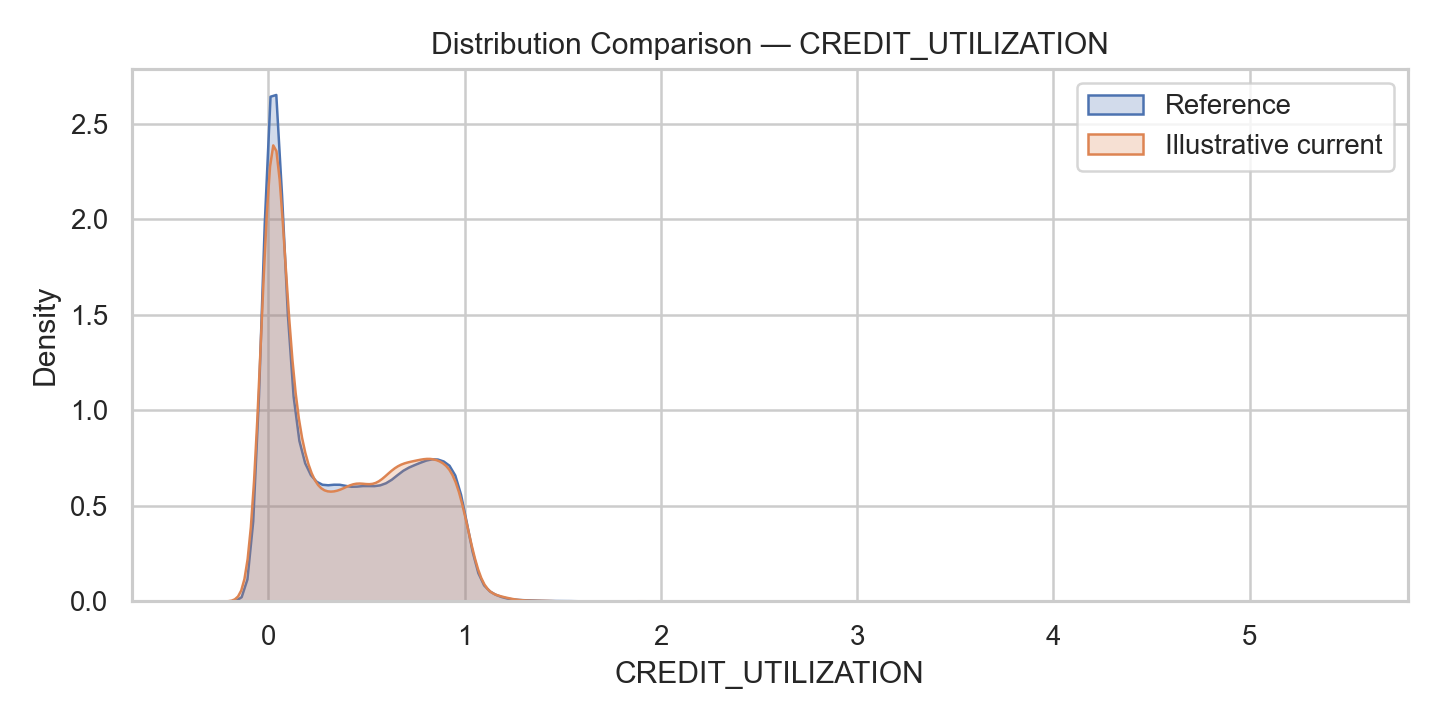 Distribution Comparison — CREDIT_UTILIZATION
Reference
Illustrative current
Density
2.5
2.0
1.5
1.0
0.5
0.0
0 1 2 3 4 5
CREDIT_UTILIZATION